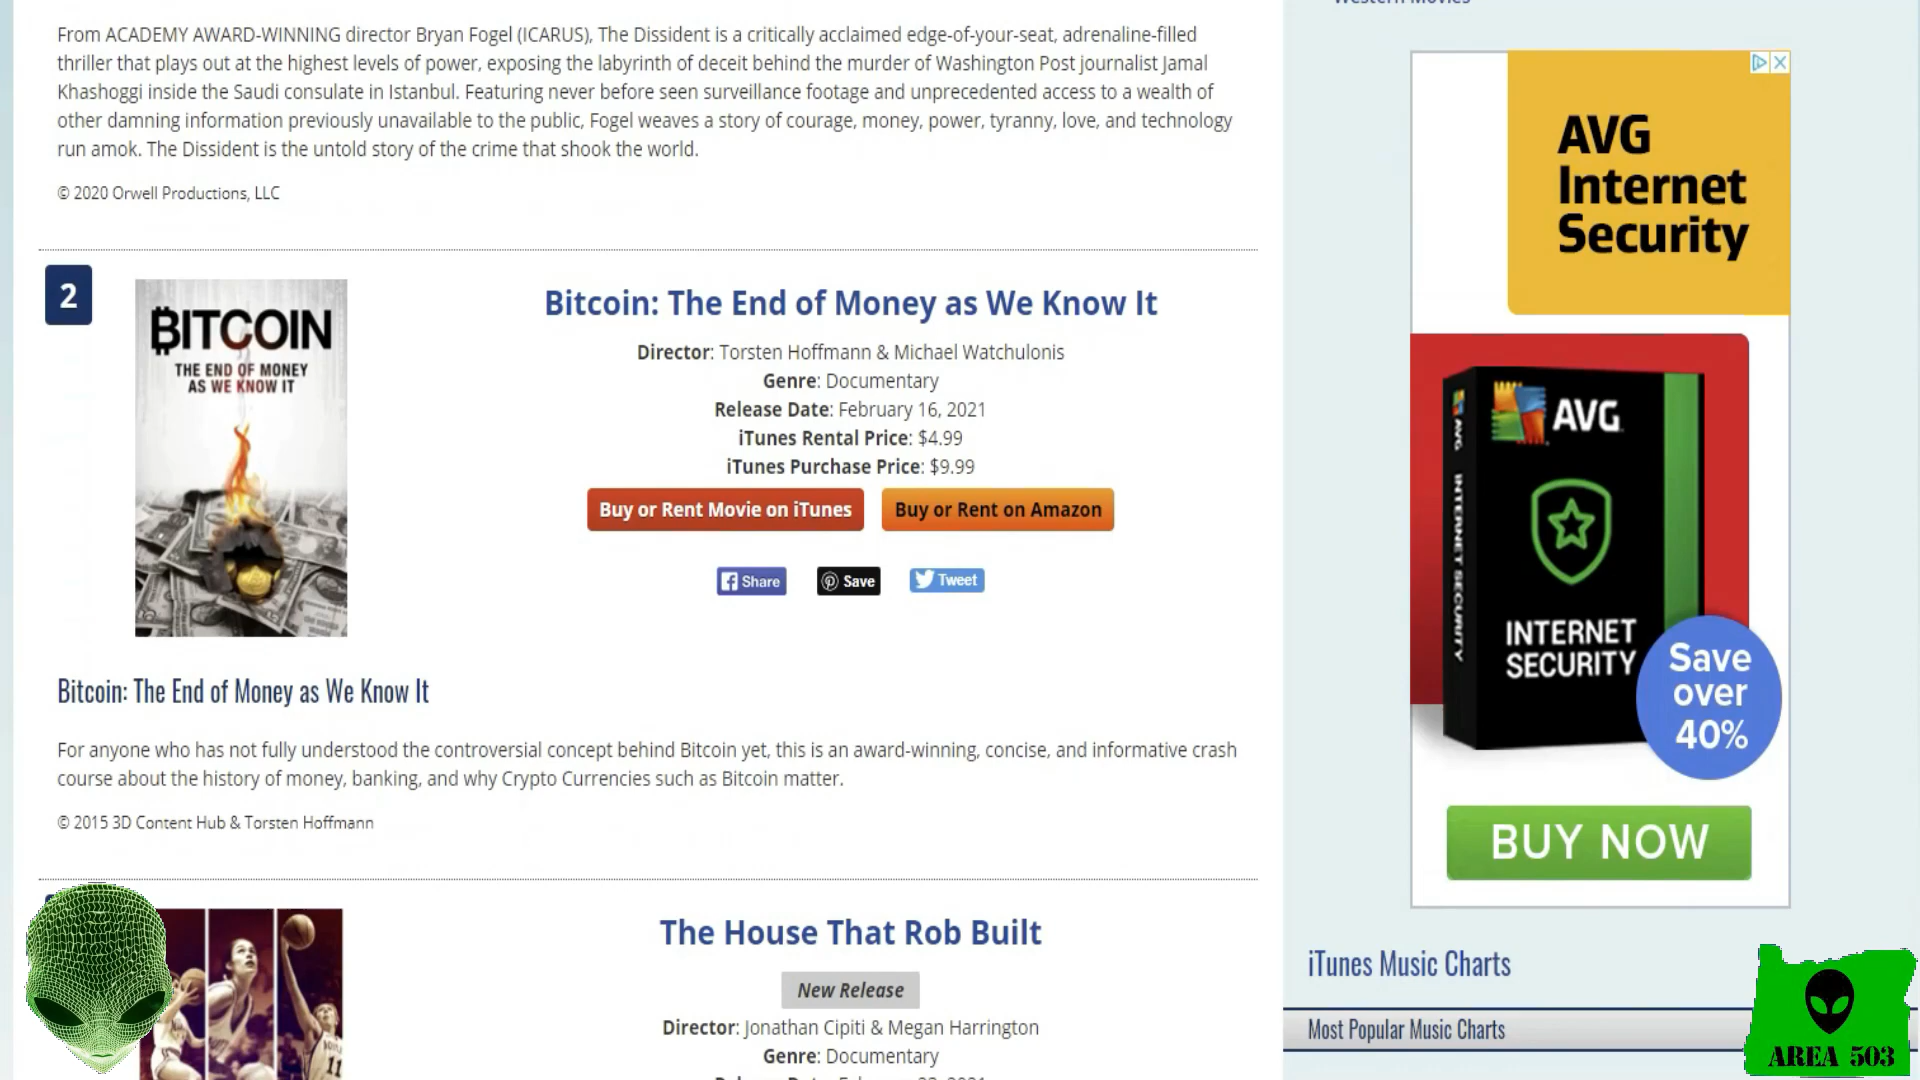 Western Movies
From ACADEMY AWARD-WINNING director Bryan Fogel (ICARUS), The Dissident is a critically acclaimed edge-of-your-seat, adrenaline-filled
thriller that plays out at the highest levels of power, exposing the labyrinth of deceit behind the murder of Washington Post journalist Jamal
Khashoggi inside the Saudi consulate in Istanbul. Featuring never before seen surveillance footage and unprecedented access to a wealth of
other damning information previously unavailable to the public, Fogel weaves a story of courage, money, power, tyranny, love, and technology
run amok. The Dissident is the untold story of the crime that shook the world.
© 2020 Orwell Productions, LLC
2
BITCOIN
THE END OF MONEY
AS WE KNOW IT
Bitcoin: The End of Money as We Know It
Director: Torsten Hoffmann & Michael Watchulonis
Genre: Documentary
Release Date: February 16, 2021
iTunes Rental Price: $4.99
iTunes Purchase Price: $9.99
Buy or Rent Movie on iTunes
Buy or Rent on Amazon
Share
Save
Tweet
Bitcoin: The End of Money as We Know It
For anyone who has not fully understood the controversial concept behind Bitcoin yet, this is an award-winning, concise, and informative crash
course about the history of money, banking, and why Crypto Currencies such as Bitcoin matter.
© 2015 3D Content Hub & Torsten Hoffmann
The House That Rob Built
New Release
Director: Jonathan Cipiti & Megan Harrington
Genre: Documentary
11
AVG
Internet
Security
AVG
AVG INTERNET SECURITY
INTERNET
SECURITY
Save
over
40%
BUY NOW
iTunes Music Charts
Most Popular Music Charts
AREA 503